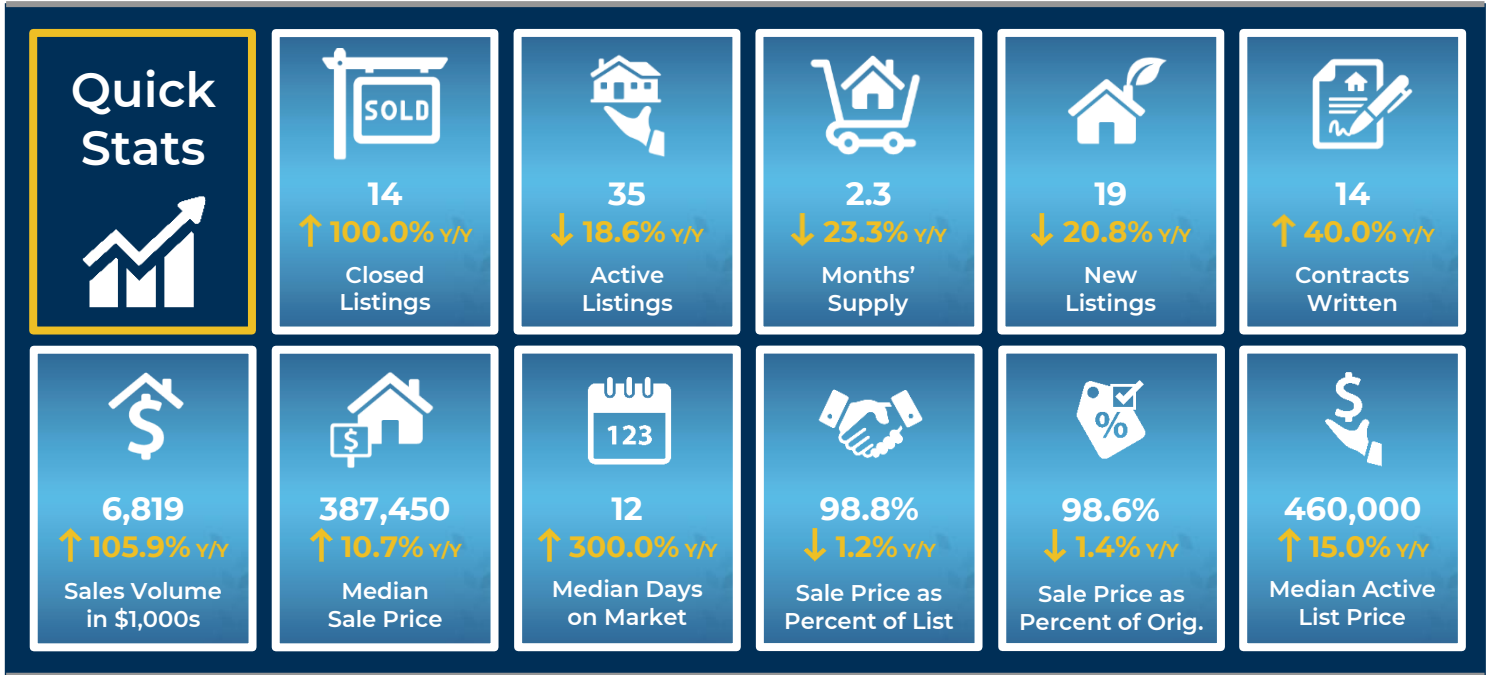 Quick
Stats
SOLD
14
↑ 100.0% Y/Y
Closed
Listings
35
↓ 18.6% Y/Y
Active
Listings
2.3
↓ 23.3% Y/Y
Months’
Supply
19
↓ 20.8% Y/Y
New
Listings
14
↑ 40.0% Y/Y
Contracts
Written
$
6,819
↑ 105.9% Y/Y
Sales Volume
in $1,000s
$
387,450
↑ 10.7% Y/Y
Median
Sale Price
123
12
↑ 300.0% Y/Y
Median Days
on Market
98.8%
↓ 1.2% Y/Y
Sale Price as
Percent of List
%
98.6%
↓ 1.4% Y/Y
Sale Price as
Percent of Orig.
$
460,000
↑ 15.0% Y/Y
Median Active
List Price